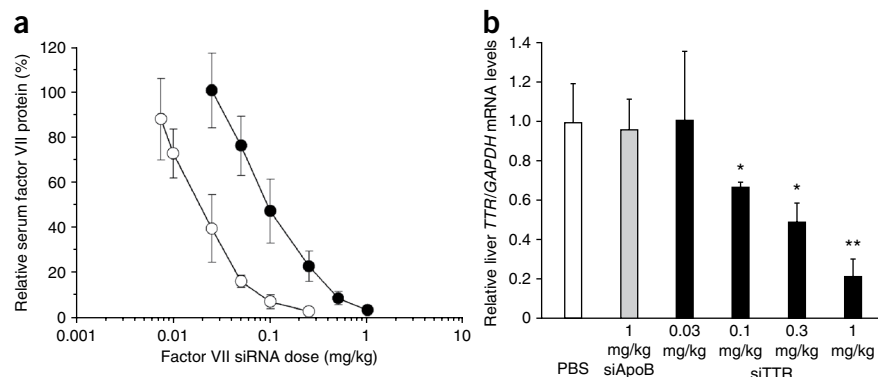 a
120
100
80
60
40
20
0
Relative serum factor VII protein (%)
0.001 0.01 0.1 1 10
Factor VII siRNA dose (mg/kg)
b
1.4
1.2
1.0
0.8
0.6
0.4
0.2
0
Relative liver TTR/GAPDH mRNA levels
* * **
1 0.03 0.1 0.3 1
mg/kg mg/kg mg/kg mg/kg mg/kg
PBS siApoB siTTR